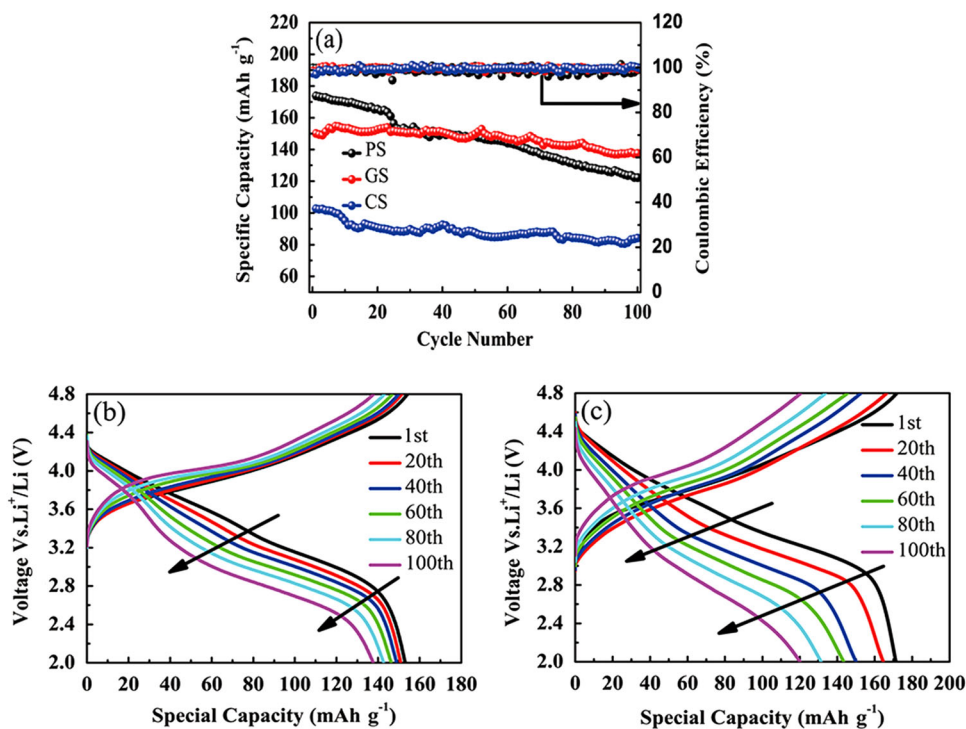 (a)
Specific Capacity (mAh g⁻¹)
220
200
180
160
140
120
100
80
60
PS
GS
CS
120
100
80
60
40
20
0
Coulombic Efficiency (%)
0 20 40 60 80 100
Cycle Number
(b)
Voltage Vs.Li⁺/Li (V)
4.8
4.4
4.0
3.6
3.2
2.8
2.4
2.0
1st
20th
40th
60th
80th
100th
0 20 40 60 80 100 120 140 160 180
Special Capacity (mAh g⁻¹)
(c)
Voltage Vs.Li⁺/Li (V)
4.8
4.4
4.0
3.6
3.2
2.8
2.4
2.0
1st
20th
40th
60th
80th
100th
0 20 40 60 80 100 120 140 160 180 200
Special Capacity (mAh g⁻¹)